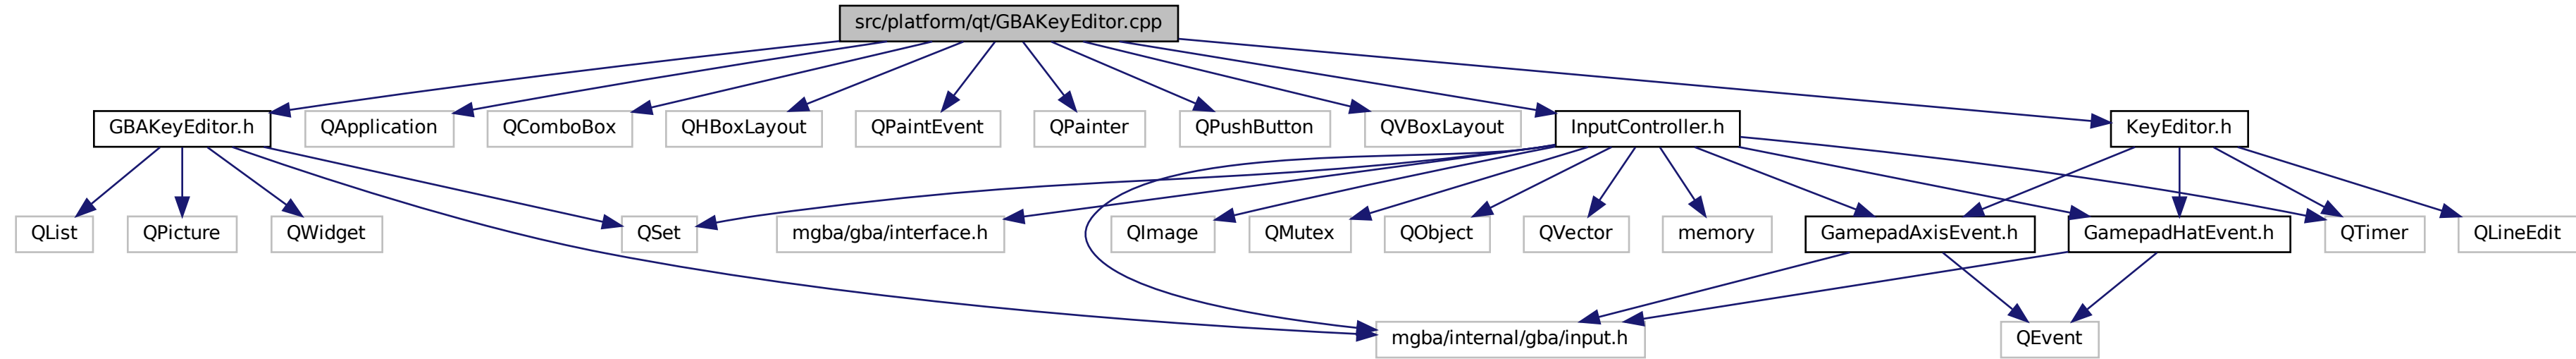 src/platform/qt/GBAKeyEditor.cpp
GBAKeyEditor.h
QApplication
QComboBox
QHBoxLayout
QPaintEvent
QPainter
QPushButton
QVBoxLayout
InputController.h
KeyEditor.h
QList
QPicture
QWidget
QSet
mgba/gba/interface.h
QImage
QMutex
QObject
QVector
memory
GamepadAxisEvent.h
GamepadHatEvent.h
QTimer
QLineEdit
mgba/internal/gba/input.h
QEvent